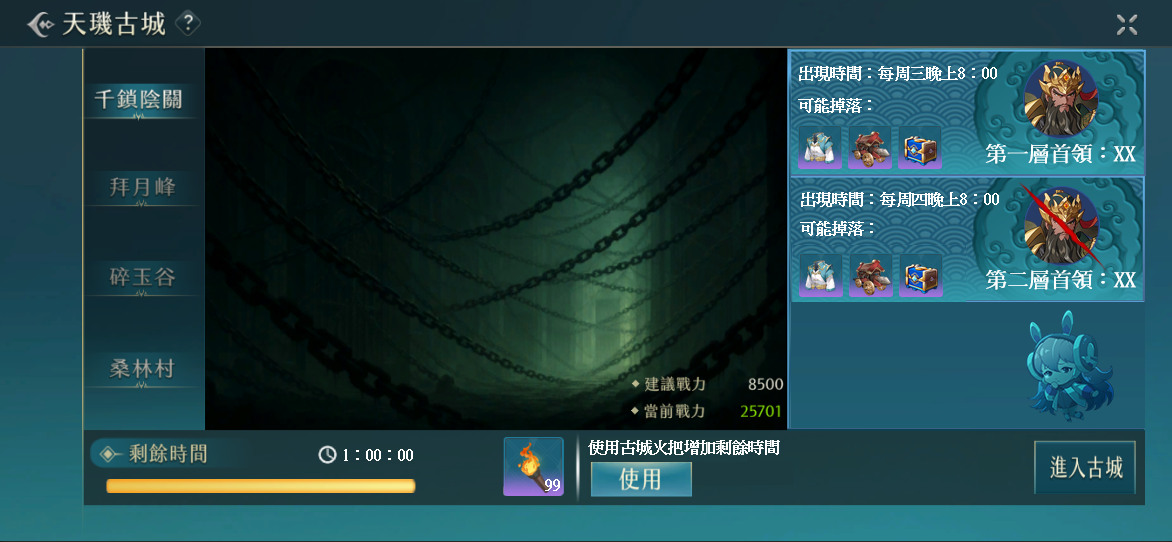 天璣古城 ?
千鎖陰關
拜月峰
碎玉谷
桑林村
建議戰力 8500
當前戰力 25701
出現時間：每周三晚上8：00
可能掉落：
第一層首領：XX
出現時間：每周四晚上8：00
可能掉落：
第二層首領：XX
剩餘時間
1：00：00
99
使用古城火把增加剩餘時間
使用
進入古城